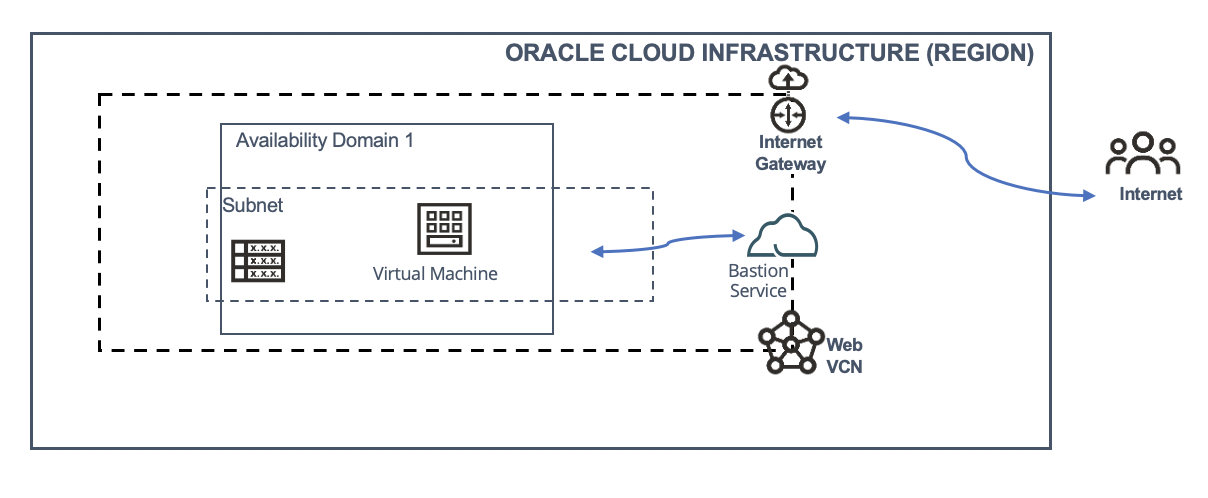 ORACLE CLOUD INFRASTRUCTURE (REGION)
Availability Domain 1
Internet
Gateway
Internet
Subnet
x.x.x.
x.x.x.
x.x.x.
Virtual Machine
Bastion
Service
Web
VCN